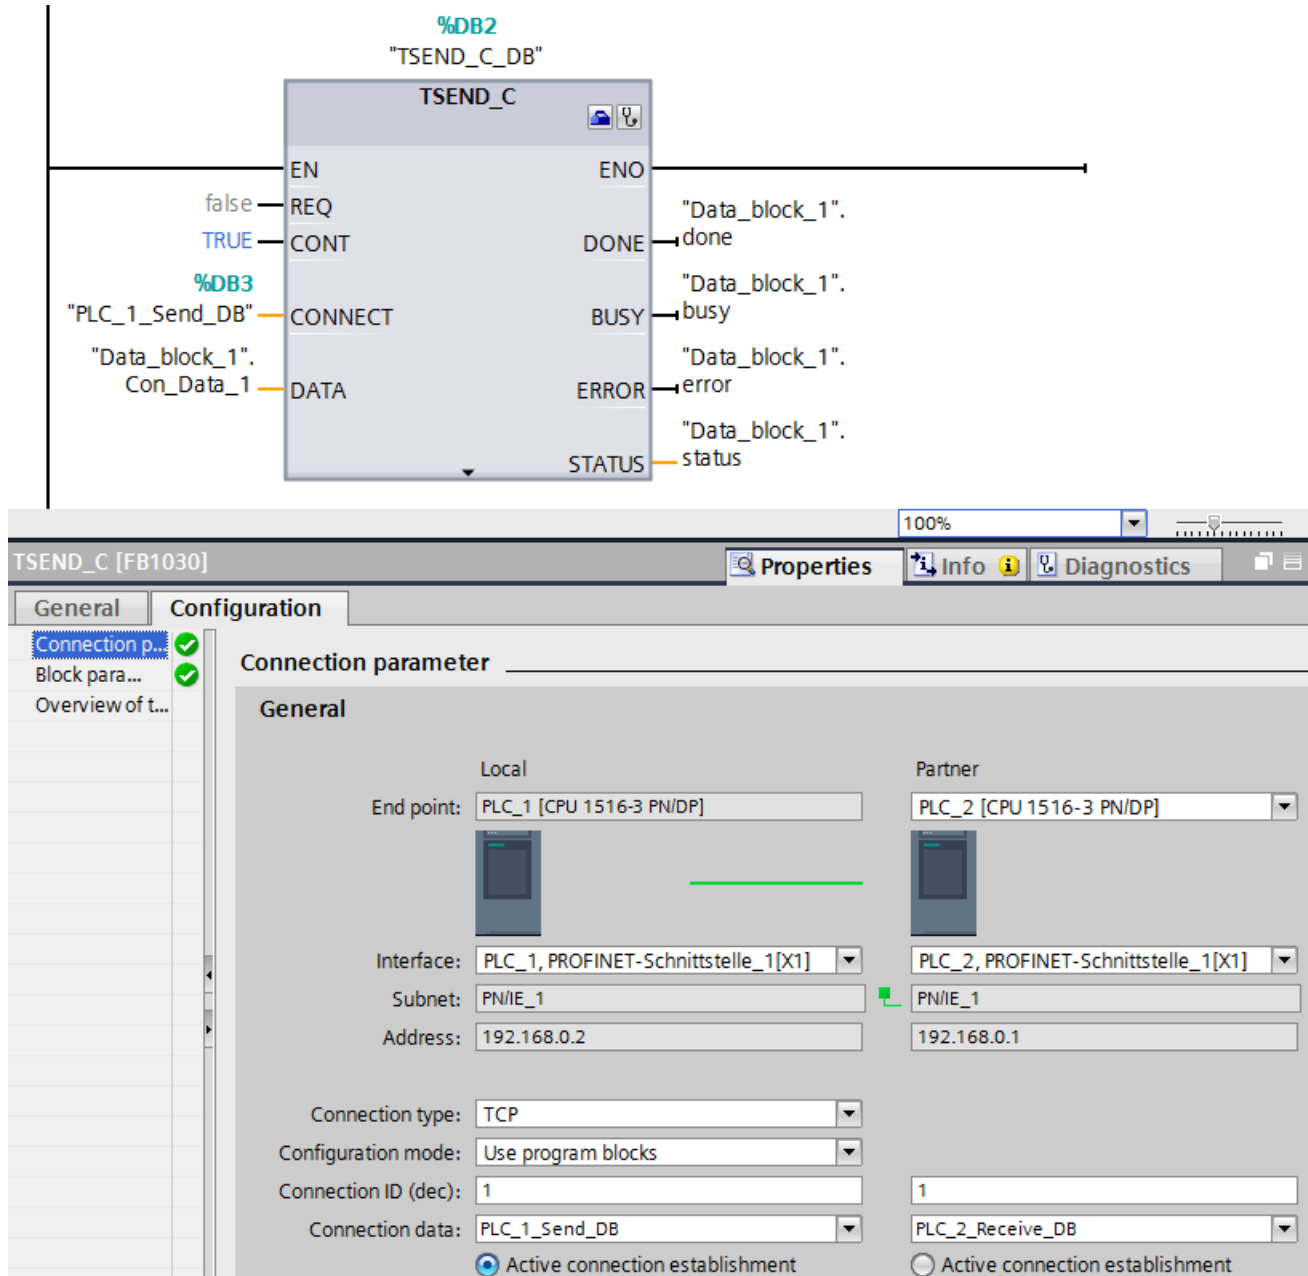 %DB2
"TSEND_C_DB"
TSEND_C
EN ENO
false REQ
"Data_block_1".
TRUE CONT DONE done
%DB3
"Data_block_1".
"PLC_1_Send_DB" CONNECT BUSY busy
"Data_block_1".
"Data_block_1".
Con_Data_1 DATA ERROR error
"Data_block_1".
STATUS status
100%
TSEND_C [FB1030] Properties Info Diagnostics
General Configuration
Connection p...
Block para...
Overview of t...
Connection parameter
General
Local Partner
End point: PLC_1 [CPU 1516-3 PN/DP] PLC_2 [CPU 1516-3 PN/DP]
Interface: PLC_1, PROFINET-Schnittstelle_1[X1] PLC_2, PROFINET-Schnittstelle_1[X1]
Subnet: PN/IE_1 PN/IE_1
Address: 192.168.0.2 192.168.0.1
Connection type: TCP
Configuration mode: Use program blocks
Connection ID (dec): 1 1
Connection data: PLC_1_Send_DB PLC_2_Receive_DB
Active connection establishment Active connection establishment